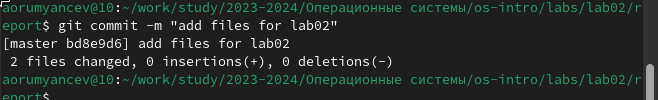 aorumyancev@10:~/work/study/2023-2024/Операционные системы/os-intro/labs/lab02/r
eport$ git commit -m "add files for lab02"
[master bd8e9d6] add files for lab02
 2 files changed, 0 insertions(+), 0 deletions(-)
aorumyancev@10:~/work/study/2023-2024/Операционные системы/os-intro/labs/lab02/r
eport$